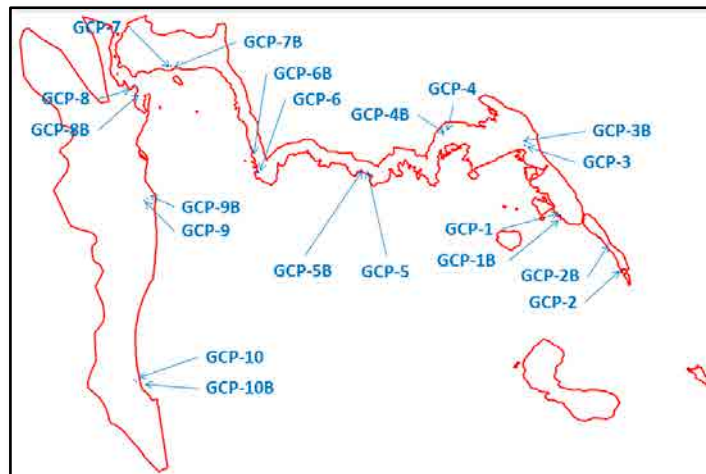 GCP-7
GCP-7B
GCP-6B
GCP-6
GCP-4
GCP-4B
GCP-8
GCP-8B
GCP-3B
GCP-3
GCP-9B
GCP-9
GCP-1
GCP-1B
GCP-5B
GCP-5
GCP-2B
GCP-2
GCP-10
GCP-10B